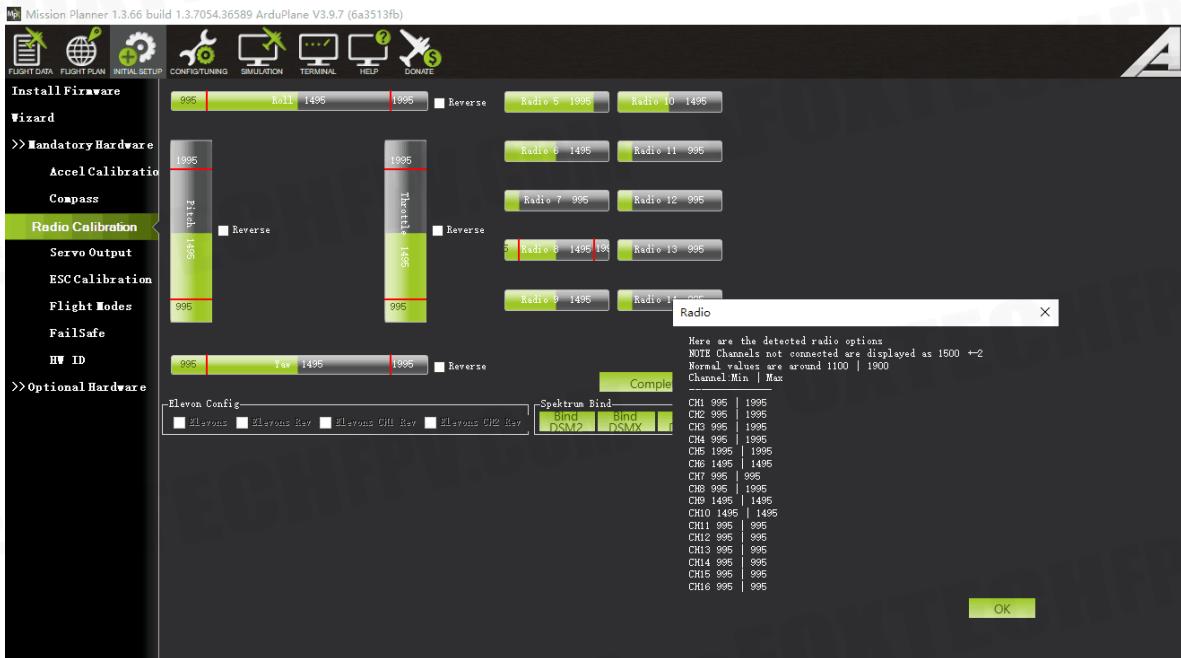 Mission Planner 1.3.66 build 1.3.7054.36589 ArduPlane V3.9.7 (6a3513fb)
FLIGHT DATA FLIGHT PLAN INITIAL SETUP CONFIG/TUNING SIMULATION TERMINAL HELP DONATE
Install Firmware
Wizard
>> Mandatory Hardware
Accel Calibratio
Compass
Radio Calibration
Servo Output
ESC Calibration
Flight Modes
FailSafe
HW ID
>> Optional Hardware
995 Roll 1495 1995 Reverse
1995
Pitch 1495
995
Reverse
1995
Throttle 1495
995
Reverse
995 Yaw 1495 1995 Reverse
Radio 5 1995 Radio 10 1495
Radio 6 1495 Radio 11 995
Radio 7 995 Radio 12 995
Radio 8 1495 199 Radio 13 995
Radio 9 1495 Radio 14 995
Comple
Elevon Config
Elevons Elevons Rev Elevons CH1 Rev Elevons CH2 Rev
Spektrum Bind
Bind DSM2 Bind DSMX
Radio
Here are the detected radio options
NOTE Channels not connected are displayed as 1500 +-2
Normal values are around 1100 | 1900
Channel:Min | Max
CH1 995 | 1995
CH2 995 | 1995
CH3 995 | 1995
CH4 995 | 1995
CH5 1995 | 1995
CH6 1495 | 1495
CH7 995 | 995
CH8 995 | 1995
CH9 1495 | 1495
CH10 1495 | 1495
CH11 995 | 995
CH12 995 | 995
CH13 995 | 995
CH14 995 | 995
CH15 995 | 995
CH16 995 | 995
OK